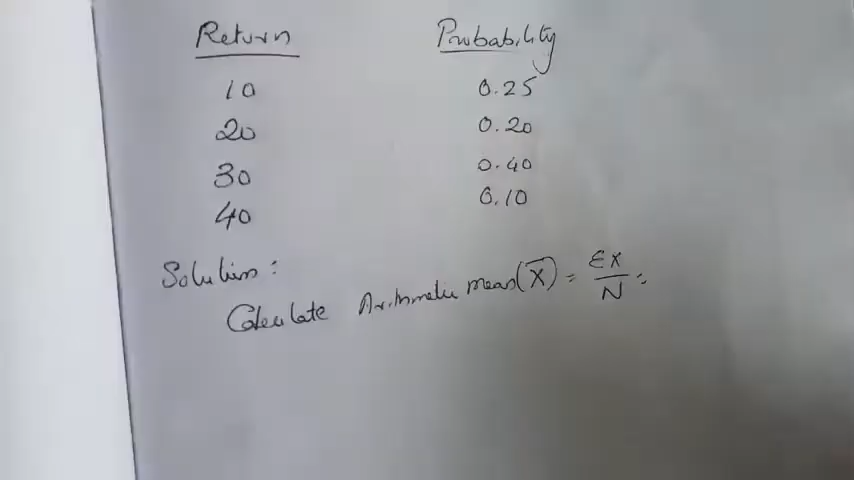 Return Probability
10 0.25
20 0.20
30 0.40
40 0.10
Solution:
Calculate Arithmetic mean (X̅) = ΣX/N =